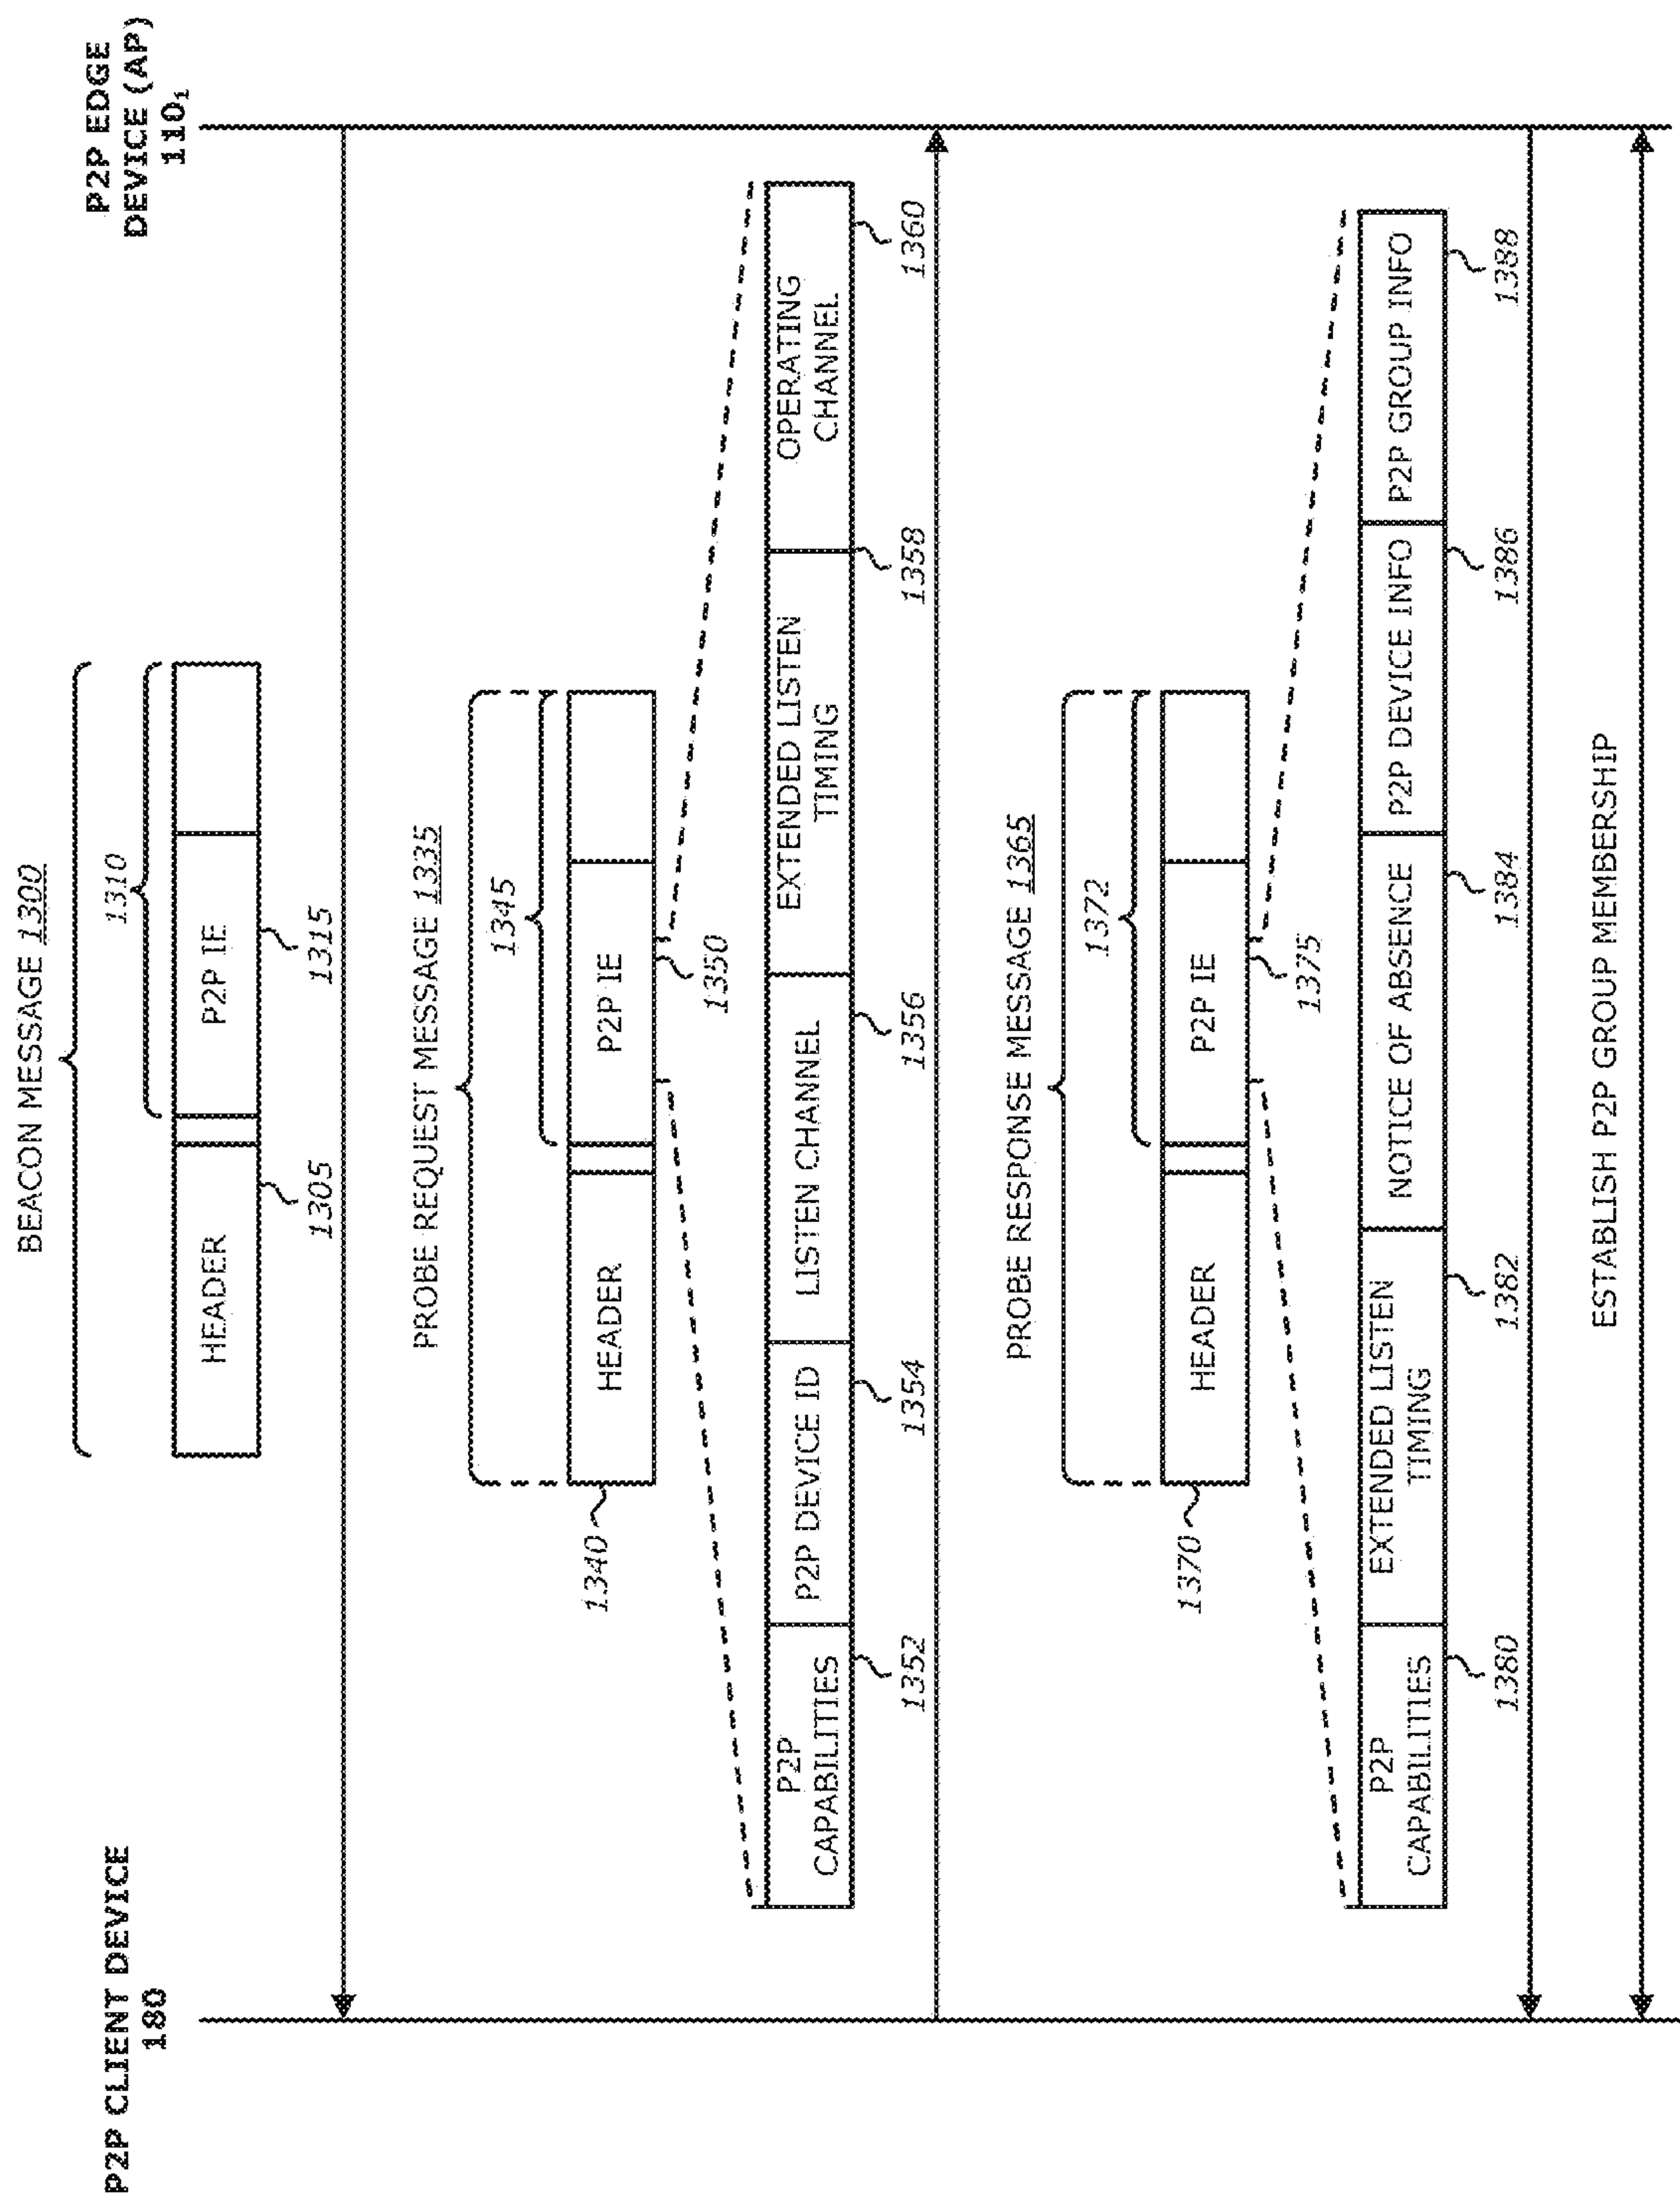 P2P CLIENT DEVICE
180
P2P EDGE
DEVICE (AP)
110₁
BEACON MESSAGE 1300
1310
HEADER
P2P IE
1305
1315
PROBE REQUEST MESSAGE 1335
1345
1340
HEADER
P2P IE
1350
P2P
CAPABILITIES
P2P DEVICE ID
LISTEN CHANNEL
EXTENDED LISTEN
TIMING
OPERATING
CHANNEL
1352
1354
1356
1358
1360
PROBE RESPONSE MESSAGE 1365
1372
1370
HEADER
P2P IE
1375
P2P
CAPABILITIES
EXTENDED LISTEN
TIMING
NOTICE OF ABSENCE
P2P DEVICE INFO
P2P GROUP INFO
1380
1382
1384
1386
1388
ESTABLISH P2P GROUP MEMBERSHIP